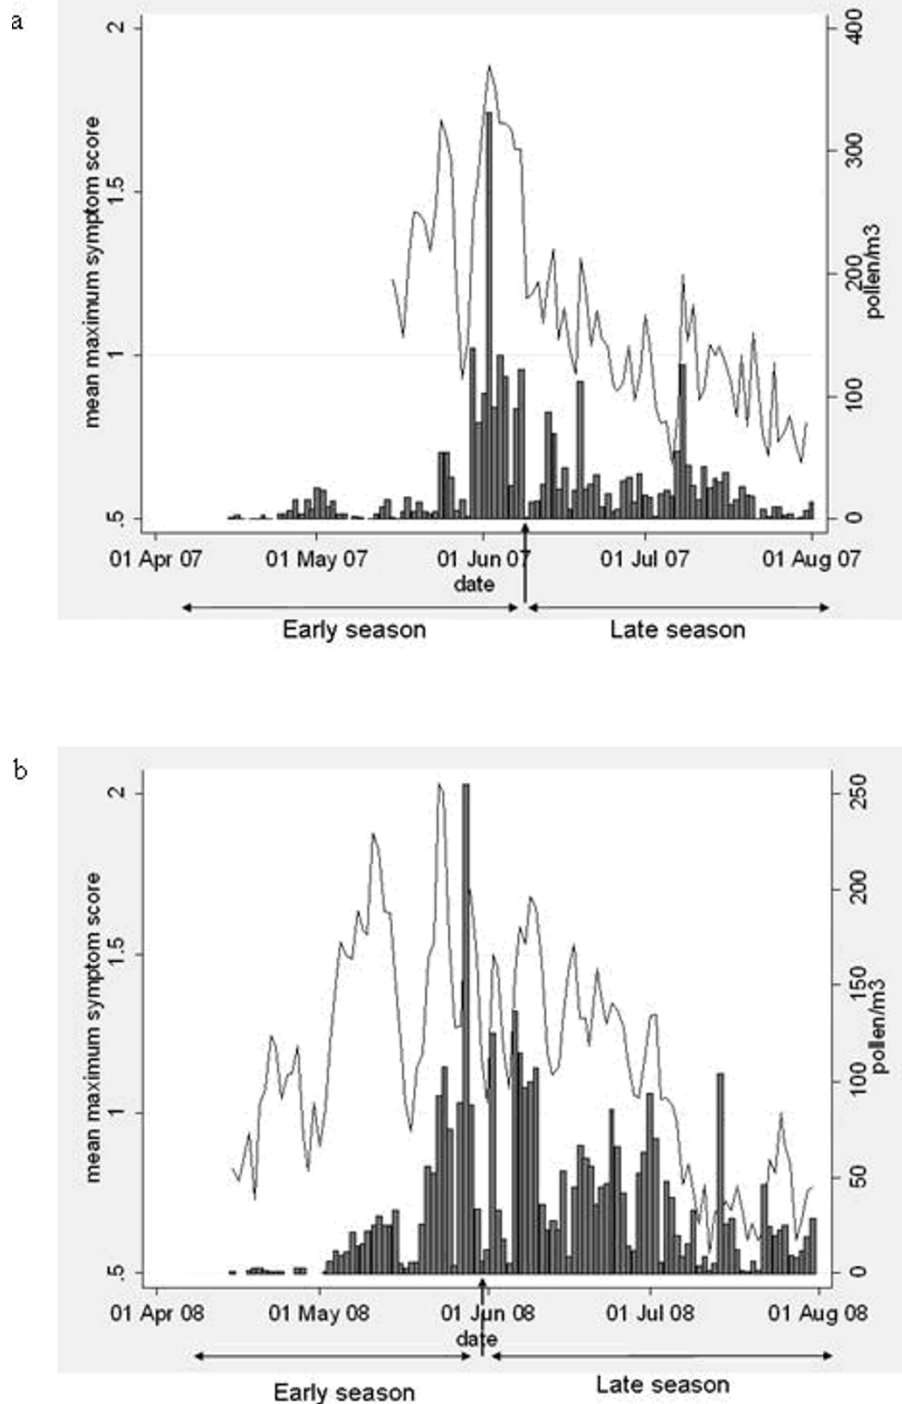 a
2
1.5
1
.5
mean maximum symptom score
400
300
200
100
0
pollen/m3
01 Apr 07 01 May 07 01 Jun 07 01 Jul 07 01 Aug 07
date
Early season Late season
b
2
1.5
1
.5
mean maximum symptom score
250
200
150
100
50
0
pollen/m3
01 Apr 08 01 May 08 01 Jun 08 01 Jul 08 01 Aug 08
date
Early season Late season